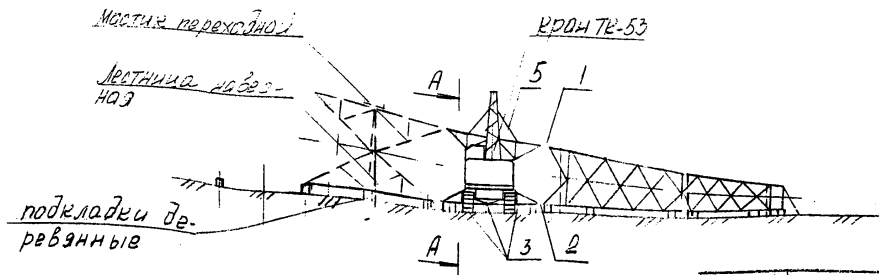 Мостик переходной
кран ТК-53
Лестница навес-
ная
А
5
1
подкладки де-
ревянные
А
3
2